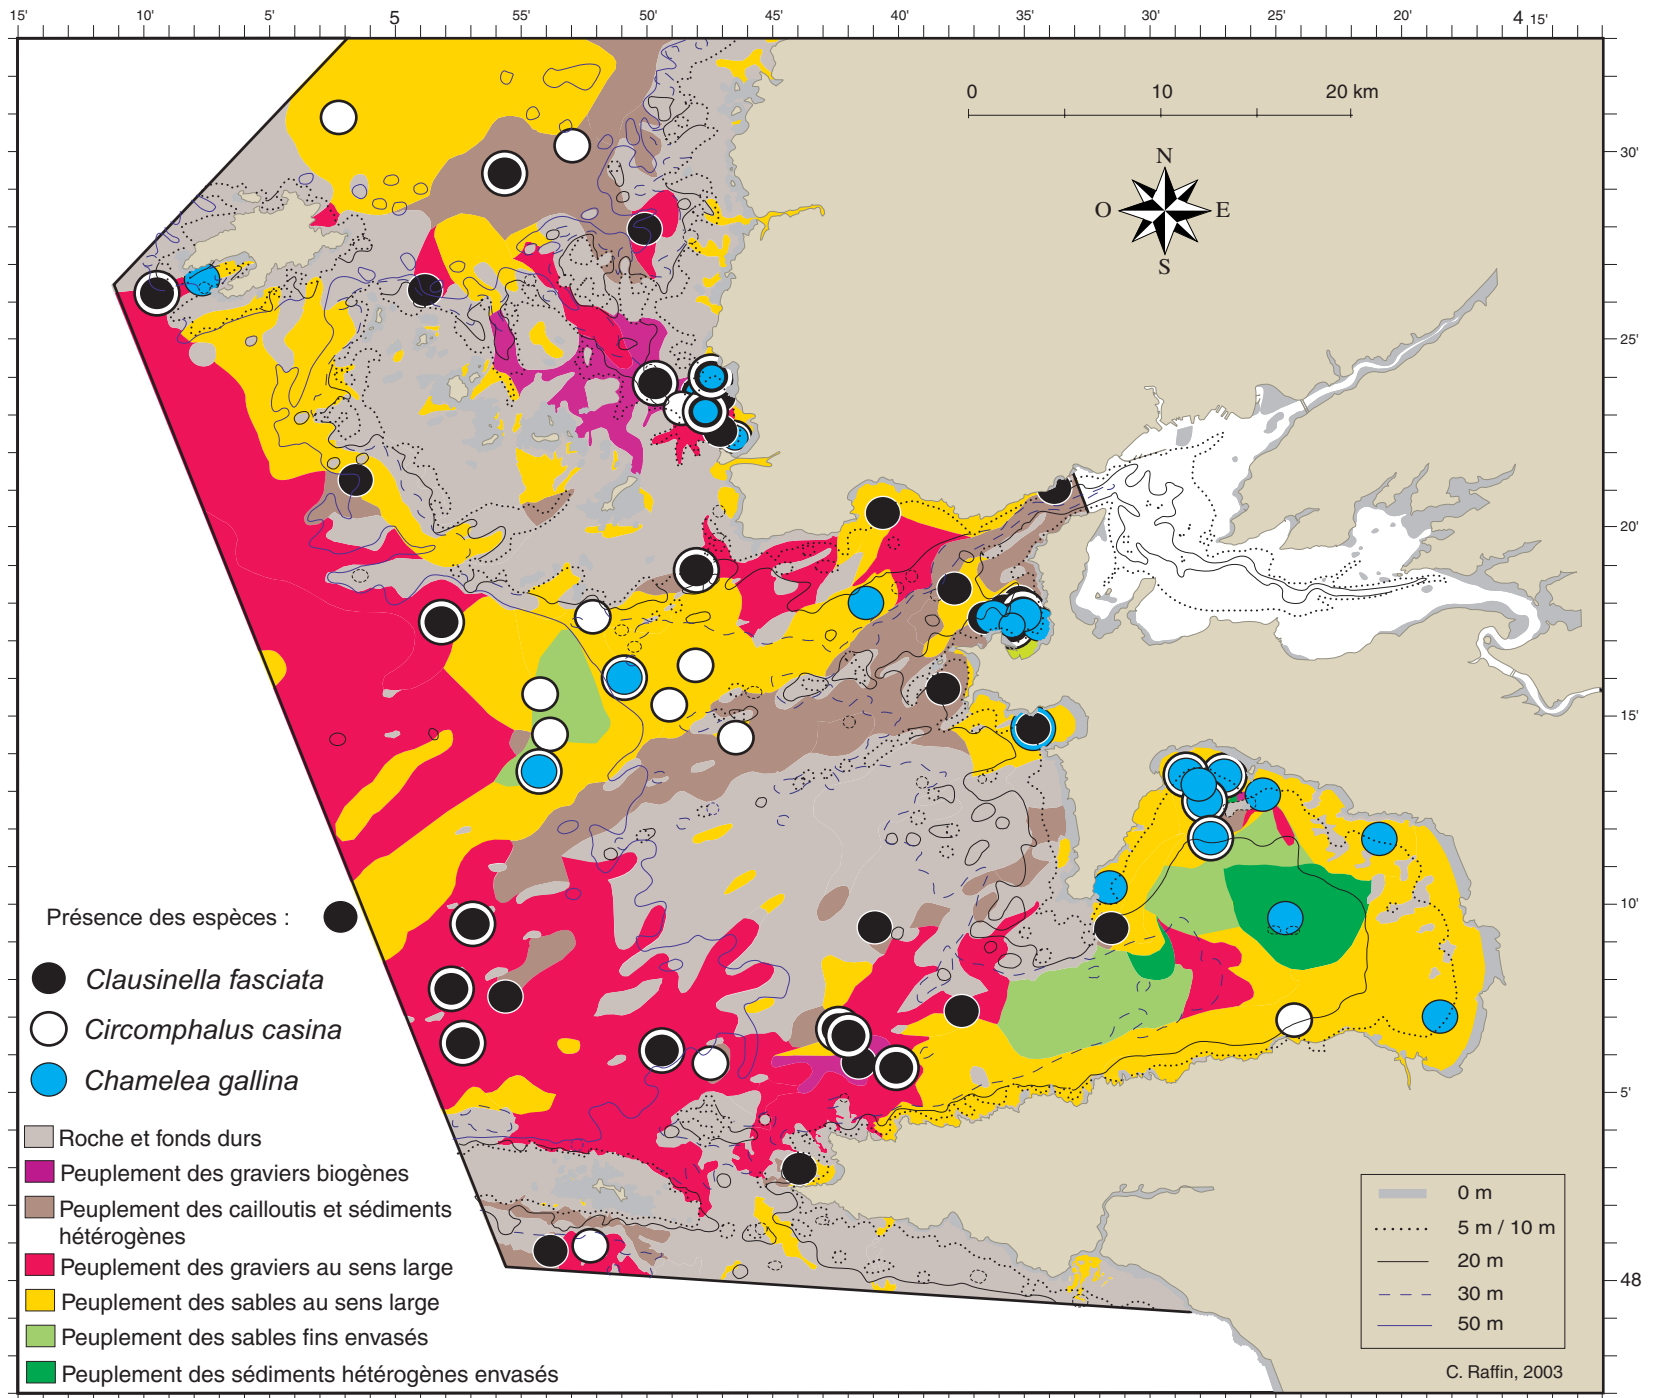 15' 10' 5' 5 55' 50' 45' 40' 35' 30' 25' 20' 4 15'
0 10 20 km
N
O E
S
30'
25'
20'
15'
10'
5'
48
Présence des espèces :
Clausinella fasciata
Circomphalus casina
Chamelea gallina
Roche et fonds durs
Peuplement des graviers biogènes
Peuplement des cailloutis et sédiments
hétérogènes
Peuplement des graviers au sens large
Peuplement des sables au sens large
Peuplement des sables fins envasés
Peuplement des sédiments hétérogènes envasés
0 m
5 m / 10 m
20 m
30 m
50 m
C. Raffin, 2003